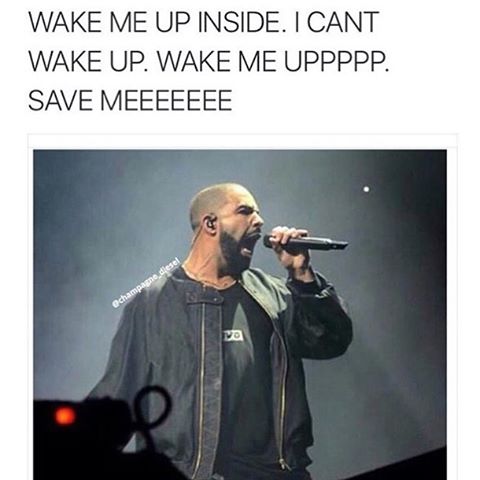 WAKE ME UP INSIDE. I CANT
WAKE UP. WAKE ME UPPPPP.
SAVE MEEEEEEE
@champagne_diesel